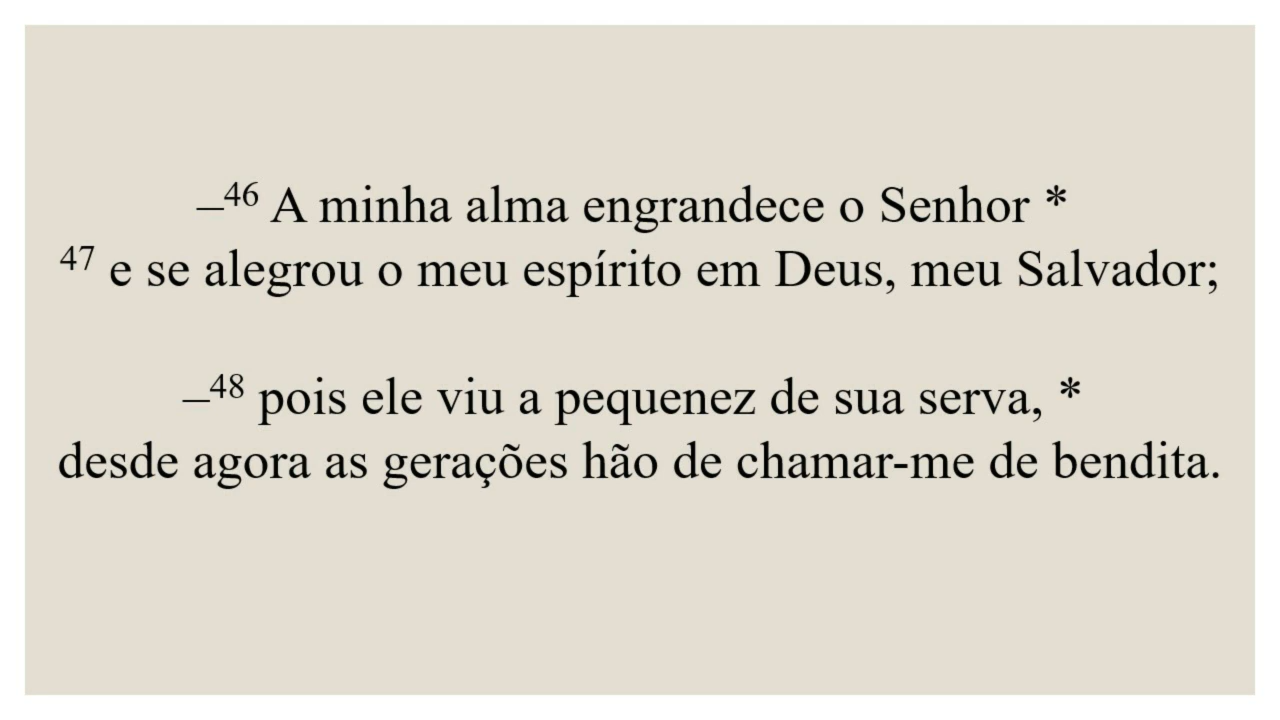 –46 A minha alma engrandece o Senhor *
47 e se alegrou o meu espírito em Deus, meu Salvador;
–48 pois ele viu a pequenez de sua serva, *
desde agora as gerações hão de chamar-me de bendita.